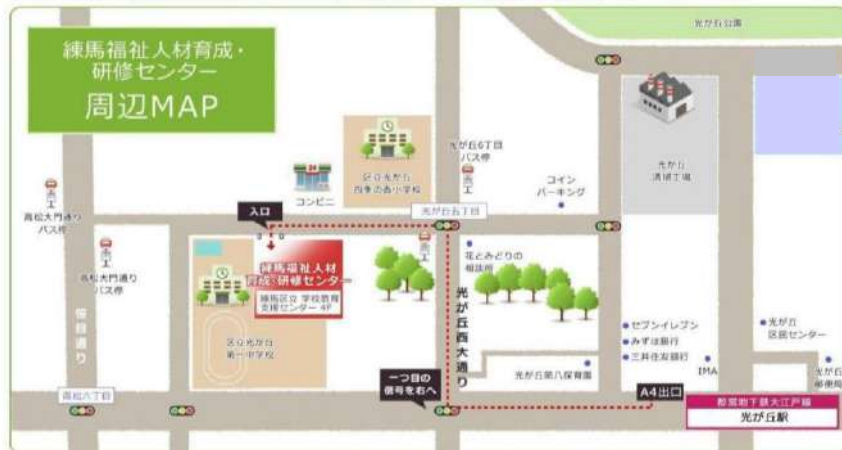 練馬福祉人材育成・
研修センター
周辺MAP
光が丘公園
区立光が丘
四季の香小学校
光が丘6丁目
バス停
コンビニ
コイン
パーキング
光が丘
清掃工場
高松大門通り
バス停
入口
光が丘五丁目
高松大門通り
バス停
練馬福祉人材
育成・研修センター
練馬区立 学校教育
支援センター 4F
花とみどりの
相談所
光が丘西大通り
区立光が丘
第一中学校
セブンイレブン
みずほ銀行
三井住友銀行
IMA
光が丘
区民センター
光が丘
郵便局
光が丘第八保育園
高松六丁目
一つ目の
信号を右へ
A4出口
都営地下鉄大江戸線
光が丘駅